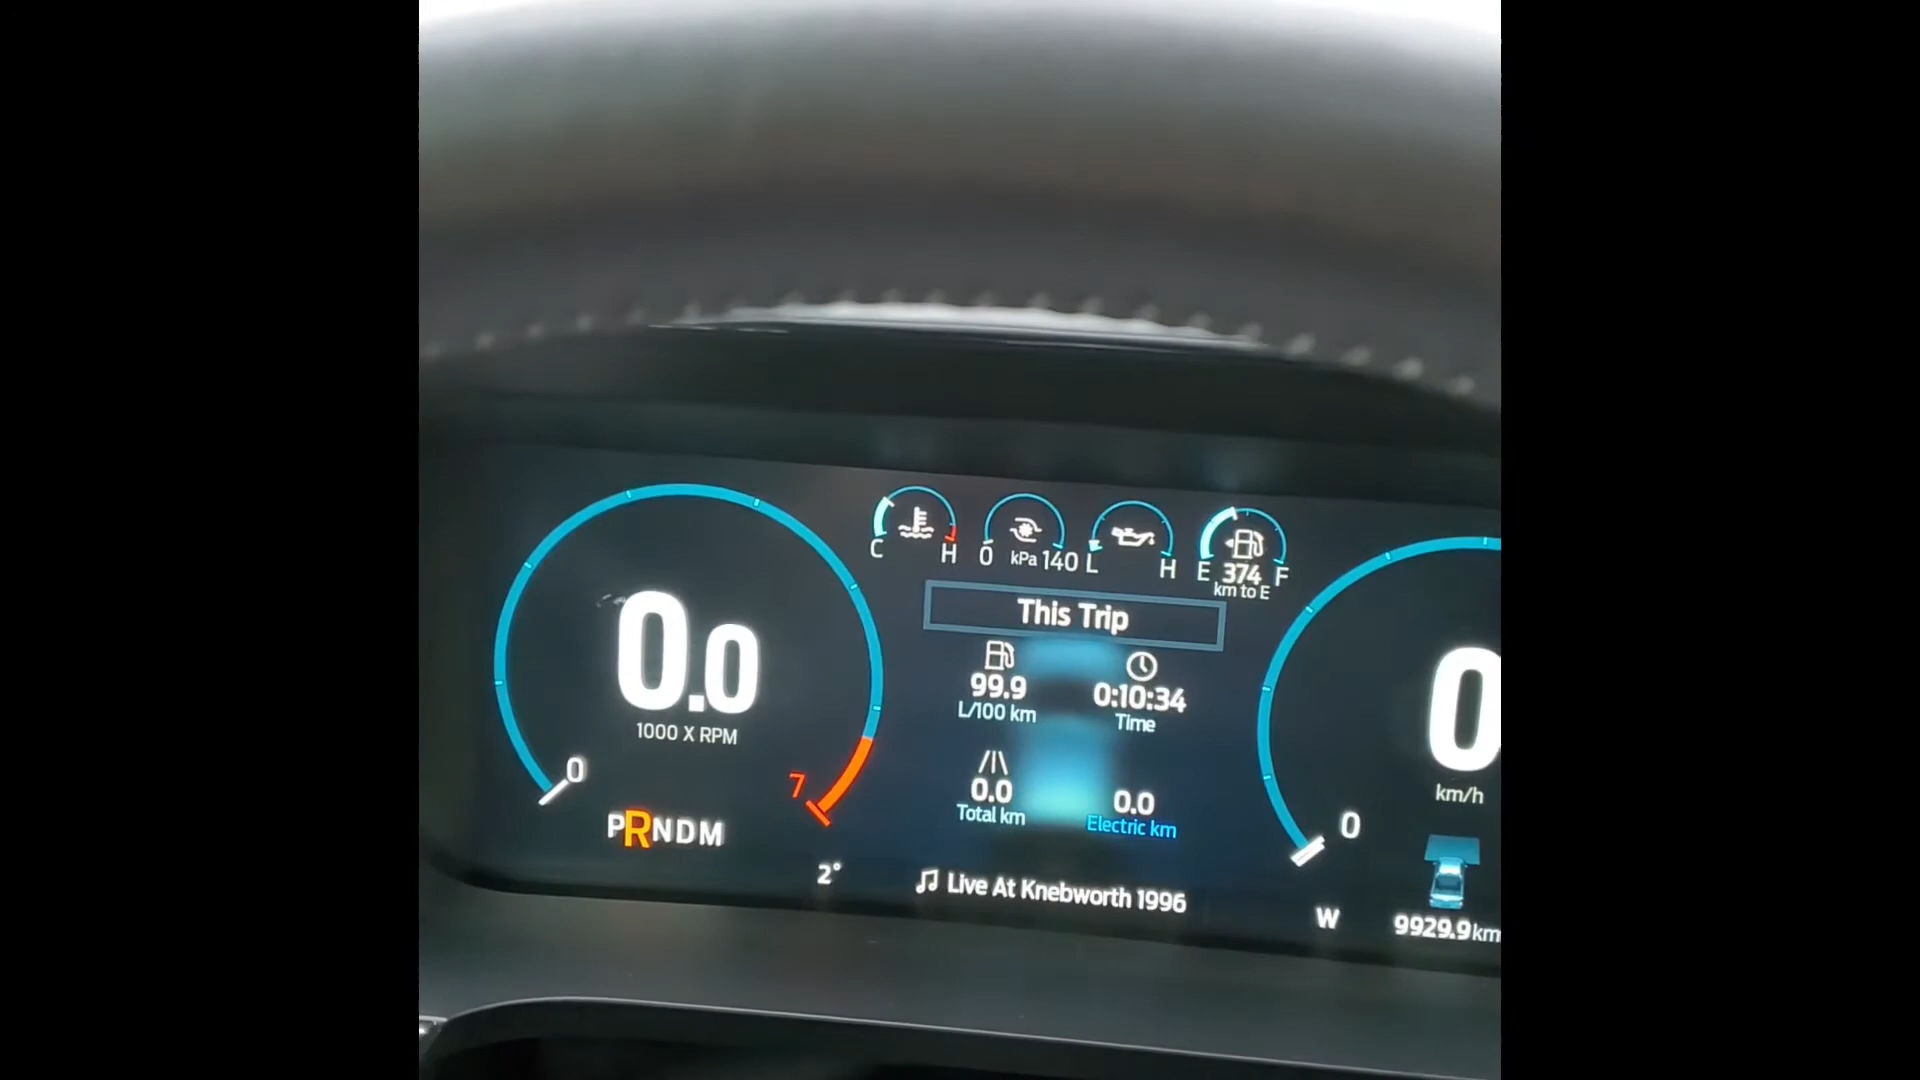 C H
0 kPa 140
L H
E 374 F
km to E
This Trip
99.9
L/100 km
0:10:34
Time
0.0
Total km
0.0
Electric km
0.0
1000 X RPM
0
7
PRNDM
2°
Live At Knebworth 1996
0
km/h
0
W
9929.9km